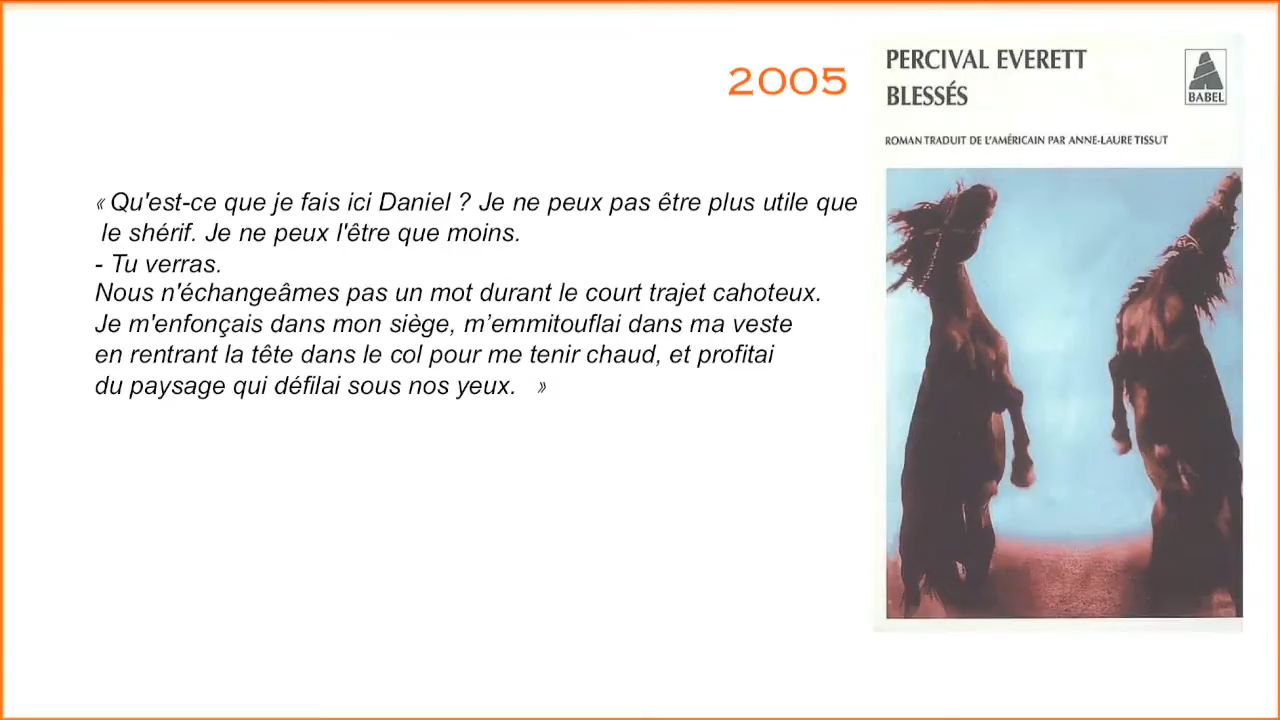 2005
PERCIVAL EVERETT
BLESSÉS
BABEL
ROMAN TRADUIT DE L'AMÉRICAIN PAR ANNE-LAURE TISSUT
« Qu'est-ce que je fais ici Daniel ? Je ne peux pas être plus utile que
le shérif. Je ne peux l'être que moins.
- Tu verras.
Nous n'échangeâmes pas un mot durant le court trajet cahoteux.
Je m'enfonçais dans mon siège, m’emmitouflai dans ma veste
en rentrant la tête dans le col pour me tenir chaud, et profitai
du paysage qui défilai sous nos yeux. »